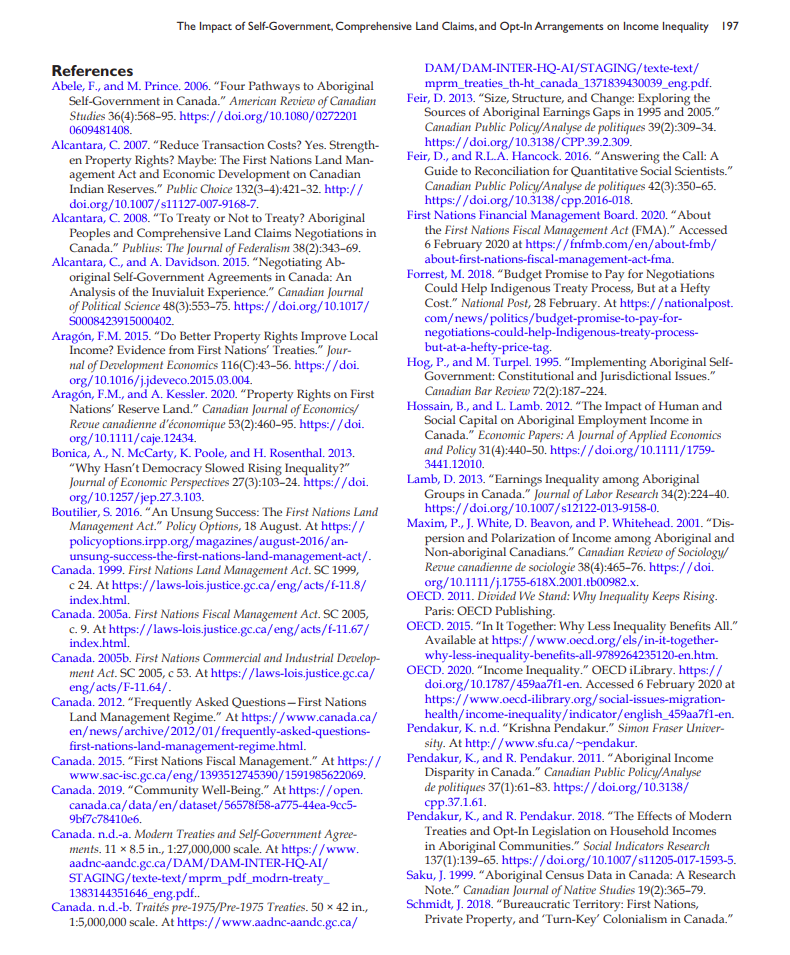 The Impact of Self-Government, Comprehensive Land Claims, and Opt-In Arrangements on Income Inequality 197
References
Abele, F., and M. Prince. 2006. “Four Pathways to Aboriginal
Self-Government in Canada.” American Review of Canadian
Studies 36(4):568–95. https://doi.org/10.1080/0272201
0609481408.
Alcantara, C. 2007. “Reduce Transaction Costs? Yes. Strength-
en Property Rights? Maybe: The First Nations Land Man-
agement Act and Economic Development on Canadian
Indian Reserves.” Public Choice 132(3–4):421–32. http://
doi.org/10.1007/s11127-007-9168-7.
Alcantara, C. 2008. “To Treaty or Not to Treaty? Aboriginal
Peoples and Comprehensive Land Claims Negotiations in
Canada.” Publius: The Journal of Federalism 38(2):343–69.
Alcantara, C., and A. Davidson. 2015. “Negotiating Ab-
original Self-Government Agreements in Canada: An
Analysis of the Inuvialuit Experience.” Canadian Journal
of Political Science 48(3):553–75. https://doi.org/10.1017/
S0008423915000402.
Aragón, F.M. 2015. “Do Better Property Rights Improve Local
Income? Evidence from First Nations’ Treaties.” Jour-
nal of Development Economics 116(C):43–56. https://doi.
org/10.1016/j.jdeveco.2015.03.004.
Aragón, F.M., and A. Kessler. 2020. “Property Rights on First
Nations’ Reserve Land.” Canadian Journal of Economics/
Revue canadienne d’économique 53(2):460–95. https://doi.
org/10.1111/caje.12434.
Bonica, A., N. McCarty, K. Poole, and H. Rosenthal. 2013.
“Why Hasn’t Democracy Slowed Rising Inequality?”
Journal of Economic Perspectives 27(3):103–24. https://doi.
org/10.1257/jep.27.3.103.
Boutilier, S. 2016. “An Unsung Success: The First Nations Land
Management Act.” Policy Options, 18 August. At https://
policyoptions.irpp.org/magazines/august-2016/an-
unsung-success-the-first-nations-land-management-act/.
Canada. 1999. First Nations Land Management Act. SC 1999,
c 24. At https://laws-lois.justice.gc.ca/eng/acts/f-11.8/
index.html.
Canada. 2005a. First Nations Fiscal Management Act. SC 2005,
c. 9. At https://laws-lois.justice.gc.ca/eng/acts/f-11.67/
index.html.
Canada. 2005b. First Nations Commercial and Industrial Develop-
ment Act. SC 2005, c 53. At https://laws-lois.justice.gc.ca/
eng/acts/F-11.64/.
Canada. 2012. “Frequently Asked Questions—First Nations
Land Management Regime.” At https://www.canada.ca/
en/news/archive/2012/01/frequently-asked-questions-
first-nations-land-management-regime.html.
Canada. 2015. “First Nations Fiscal Management.” At https://
www.sac-isc.gc.ca/eng/1393512745390/1591985622069.
Canada. 2019. “Community Well-Being.” At https://open.
canada.ca/data/en/dataset/56578f58-a775-44ea-9cc5-
9bf7c78410e6.
Canada. n.d.-a. Modern Treaties and Self-Government Agree-
ments. 11 × 8.5 in., 1:27,000,000 scale. At https://www.
aadnc-aandc.gc.ca/DAM/DAM-INTER-HQ-AI/
STAGING/texte-text/mprm_pdf_modrn-treaty_
1383144351646_eng.pdf..
Canada. n.d.-b. Traités pre-1975/Pre-1975 Treaties. 50 × 42 in.,
1:5,000,000 scale. At https://www.aadnc-aandc.gc.ca/
DAM/DAM-INTER-HQ-AI/STAGING/texte-text/
mprm_treaties_th-ht_canada_1371839430039_eng.pdf.
Feir, D. 2013. “Size, Structure, and Change: Exploring the
Sources of Aboriginal Earnings Gaps in 1995 and 2005.”
Canadian Public Policy/Analyse de politiques 39(2):309–34.
https://doi.org/10.3138/CPP.39.2.309.
Feir, D., and R.L.A. Hancock. 2016. “Answering the Call: A
Guide to Reconciliation for Quantitative Social Scientists.”
Canadian Public Policy/Analyse de politiques 42(3):350–65.
https://doi.org/10.3138/cpp.2016-018.
First Nations Financial Management Board. 2020. “About
the First Nations Fiscal Management Act (FMA).” Accessed
6 February 2020 at https://fnfmb.com/en/about-fmb/
about-first-nations-fiscal-management-act-fma.
Forrest, M. 2018. “Budget Promise to Pay for Negotiations
Could Help Indigenous Treaty Process, But at a Hefty
Cost.” National Post, 28 February. At https://nationalpost.
com/news/politics/budget-promise-to-pay-for-
negotiations-could-help-Indigenous-treaty-process-
but-at-a-hefty-price-tag.
Hog, P., and M. Turpel. 1995. “Implementing Aboriginal Self-
Government: Constitutional and Jurisdictional Issues.”
Canadian Bar Review 72(2):187–224.
Hossain, B., and L. Lamb. 2012. “The Impact of Human and
Social Capital on Aboriginal Employment Income in
Canada.” Economic Papers: A Journal of Applied Economics
and Policy 31(4):440–50. https://doi.org/10.1111/1759-
3441.12010.
Lamb, D. 2013. “Earnings Inequality among Aboriginal
Groups in Canada.” Journal of Labor Research 34(2):224–40.
https://doi.org/10.1007/s12122-013-9158-0.
Maxim, P., J. White, D. Beavon, and P. Whitehead. 2001. “Dis-
persion and Polarization of Income among Aboriginal and
Non-aboriginal Canadians.” Canadian Review of Sociology/
Revue canadienne de sociologie 38(4):465–76. https://doi.
org/10.1111/j.1755-618X.2001.tb00982.x.
OECD. 2011. Divided We Stand: Why Inequality Keeps Rising.
Paris: OECD Publishing.
OECD. 2015. “In It Together: Why Less Inequality Benefits All.”
Available at https://www.oecd.org/els/in-it-together-
why-less-inequality-benefits-all-9789264235120-en.htm.
OECD. 2020. “Income Inequality.” OECD iLibrary. https://
doi.org/10.1787/459aa7f1-en. Accessed 6 February 2020 at
https://www.oecd-ilibrary.org/social-issues-migration-
health/income-inequality/indicator/english_459aa7f1-en.
Pendakur, K. n.d. “Krishna Pendakur.” Simon Fraser Univer-
sity. At http://www.sfu.ca/~pendakur.
Pendakur, K., and R. Pendakur. 2011. “Aboriginal Income
Disparity in Canada.” Canadian Public Policy/Analyse
de politiques 37(1):61–83. https://doi.org/10.3138/
cpp.37.1.61.
Pendakur, K., and R. Pendakur. 2018. “The Effects of Modern
Treaties and Opt-In Legislation on Household Incomes
in Aboriginal Communities.” Social Indicators Research
137(1):139–65. https://doi.org/10.1007/s11205-017-1593-5.
Saku, J. 1999. “Aboriginal Census Data in Canada: A Research
Note.” Canadian Journal of Native Studies 19(2):365–79.
Schmidt, J. 2018. “Bureaucratic Territory: First Nations,
Private Property, and ‘Turn-Key’ Colonialism in Canada.”